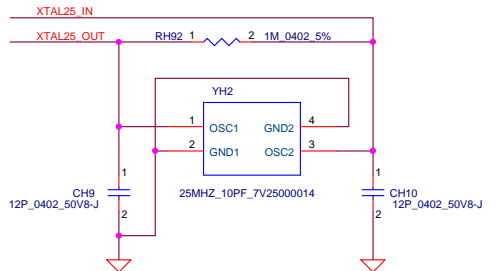 XTAL25_IN
XTAL25_OUT
RH92 1 2 1M_0402_5%
YH2
1 OSC1 GND2 4
2 GND1 OSC2 3
1 1
CH9 25MHZ_10PF_7V25000014 CH10
12P_0402_50V8-J 12P_0402_50V8-J
2 2